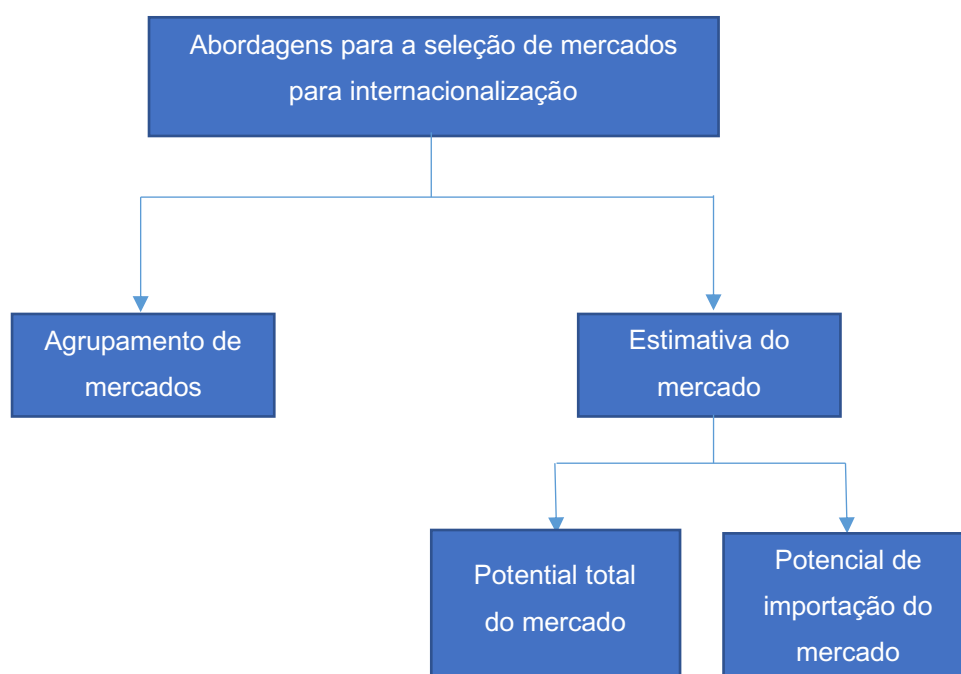 Abordagens para a seleção de mercados
para internacionalização
Agrupamento de
mercados
Estimativa do
mercado
Potential total
do mercado
Potencial de
importação do
mercado